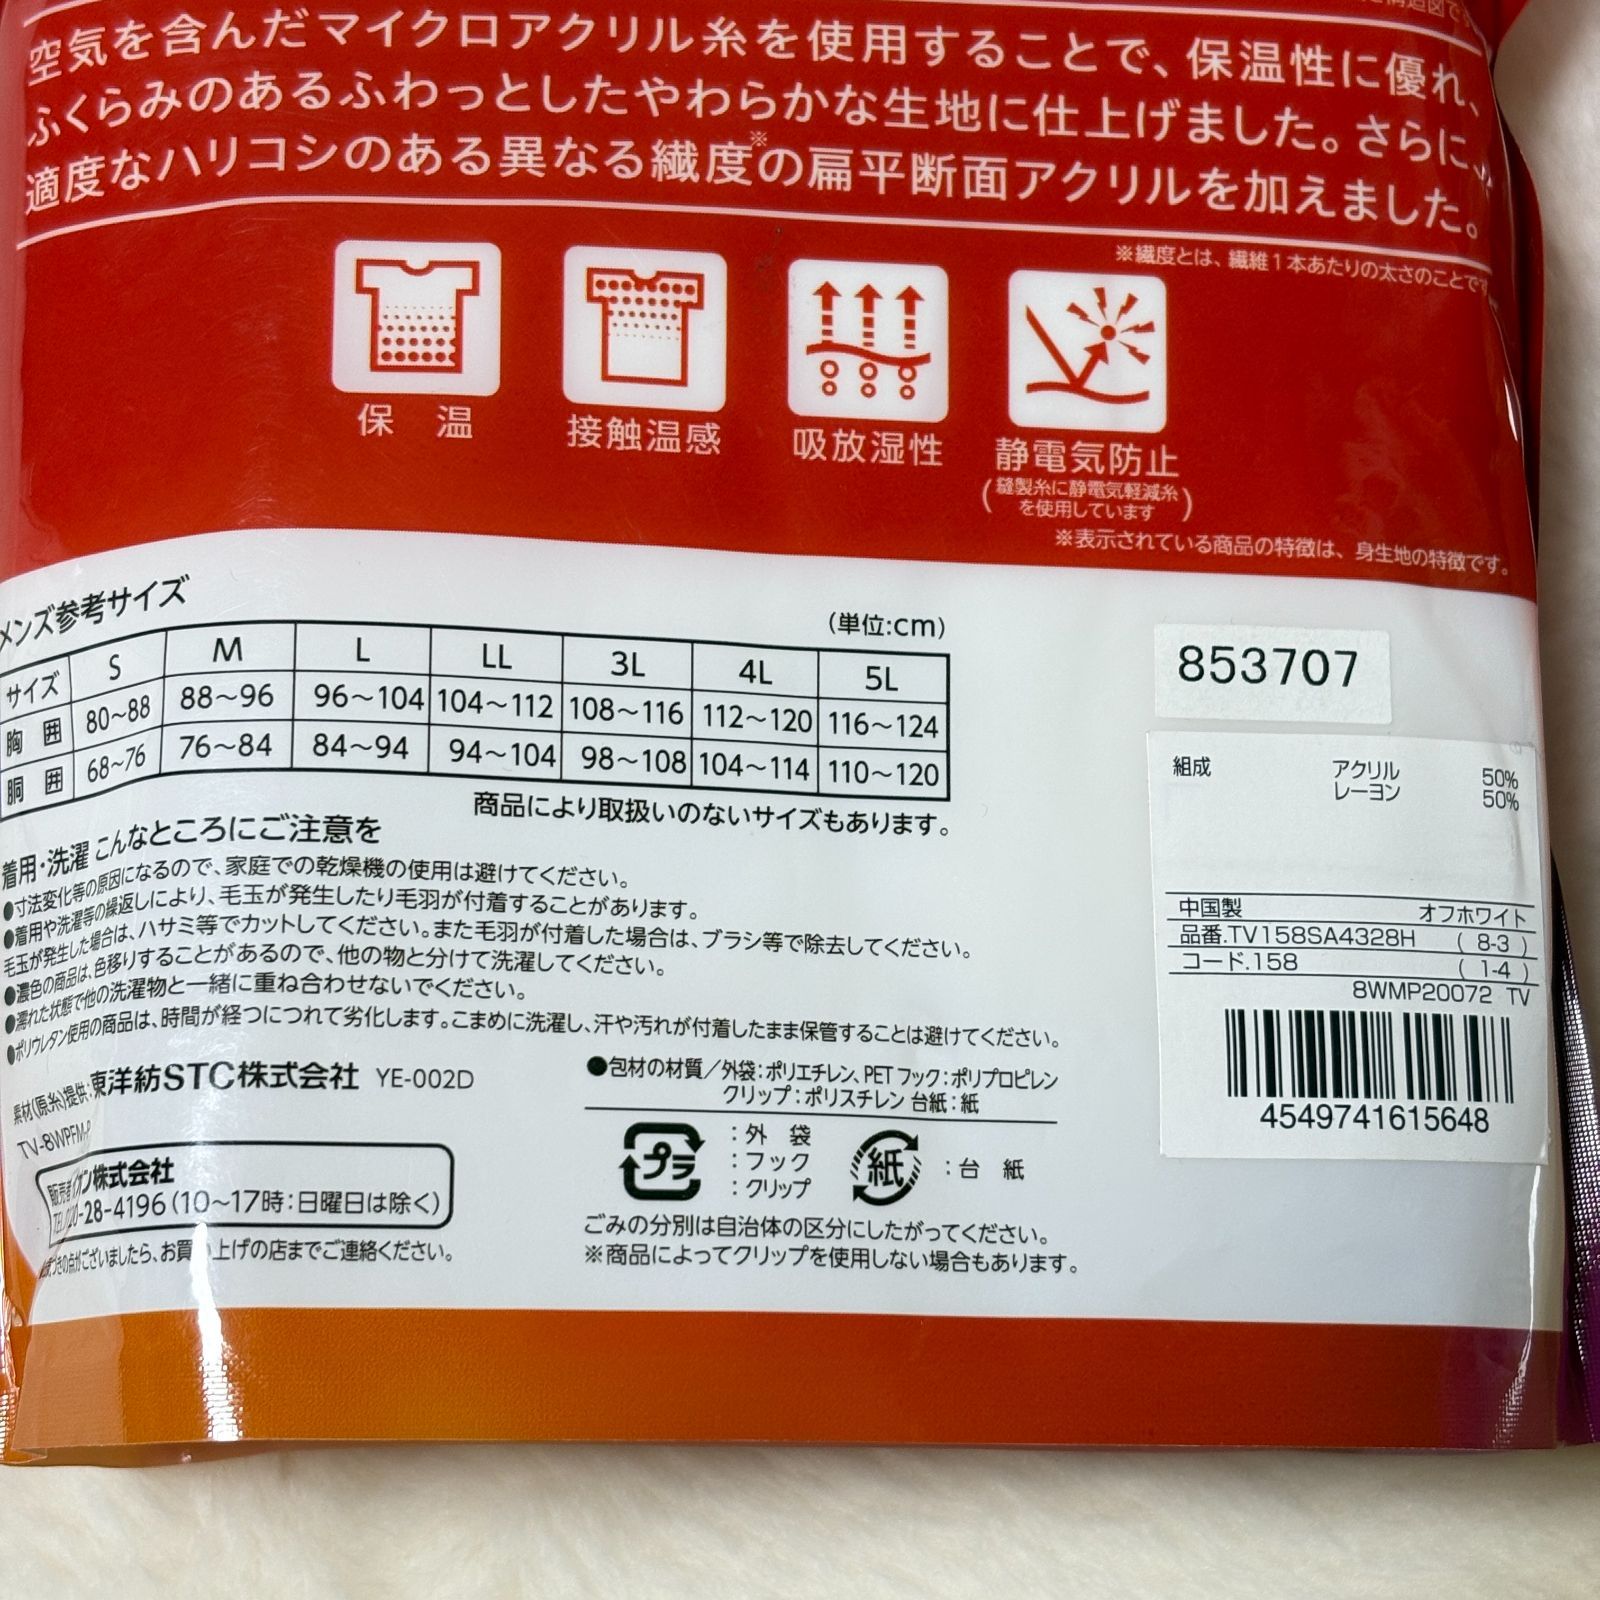 構造図で
空気を含んだマイクロアクリル糸を使用することで、保温性に優れ、
ふくらみのあるふわっとしたやわらかな生地に仕上げました。さらに、
適度なハリコシのある異なる繊度※の扁平断面アクリルを加えました。
※繊度とは、繊維1本あたりの太さのことです
保温
接触温感
吸放湿性
静電気防止
(縫製糸に静電気軽減糸
を使用しています)
※表示されている商品の特徴は、身生地の特徴です。
メンズ参考サイズ
(単位:cm)
サイズ S M L LL 3L 4L 5L
胸囲 80〜88 88〜96 96〜104 104〜112 108〜116 112〜120 116〜124
胴囲 68〜76 76〜84 84〜94 94〜104 98〜108 104〜114 110〜120
商品により取扱いのないサイズもあります。
着用・洗濯 こんなところにご注意を
●寸法変化等の原因になるので、家庭での乾燥機の使用は避けてください。
●着用や洗濯等の繰返しにより、毛玉が発生したり毛羽が付着することがあります。
毛玉が発生した場合は、ハサミ等でカットしてください。また毛羽が付着した場合は、ブラシ等で除去してください。
●濃色の商品は、色移りすることがあるので、他の物と分けて洗濯してください。
●濡れた状態で他の洗濯物と一緒に重ね合わせないでください。
●ポリウレタン使用の商品は、時間が経つにつれて劣化します。こまめに洗濯し、汗や汚れが付着したまま保管することは避けてください。
素材(原糸)提供:東洋紡STC株式会社 YE-002D
TV-8WPFM-P
販売者 イオン株式会社
TEL 0120-28-4196(10〜17時:日曜日は除く)
お気づきの点がございましたら、お買い上げの店までご連絡ください。
●包材の材質/外袋:ポリエチレン、PET フック:ポリプロピレン
クリップ:ポリスチレン 台紙:紙
プラ
:外袋
:フック
:クリップ
紙
:台紙
ごみの分別は自治体の区分にしたがってください。
※商品によってクリップを使用しない場合もあります。
853707
組成 アクリル 50%
レーヨン 50%
中国製 オフホワイト
品番.TV158SA4328H ( 8-3 )
コード.158 ( 1-4 )
8WMP20072 TV
4549741615648